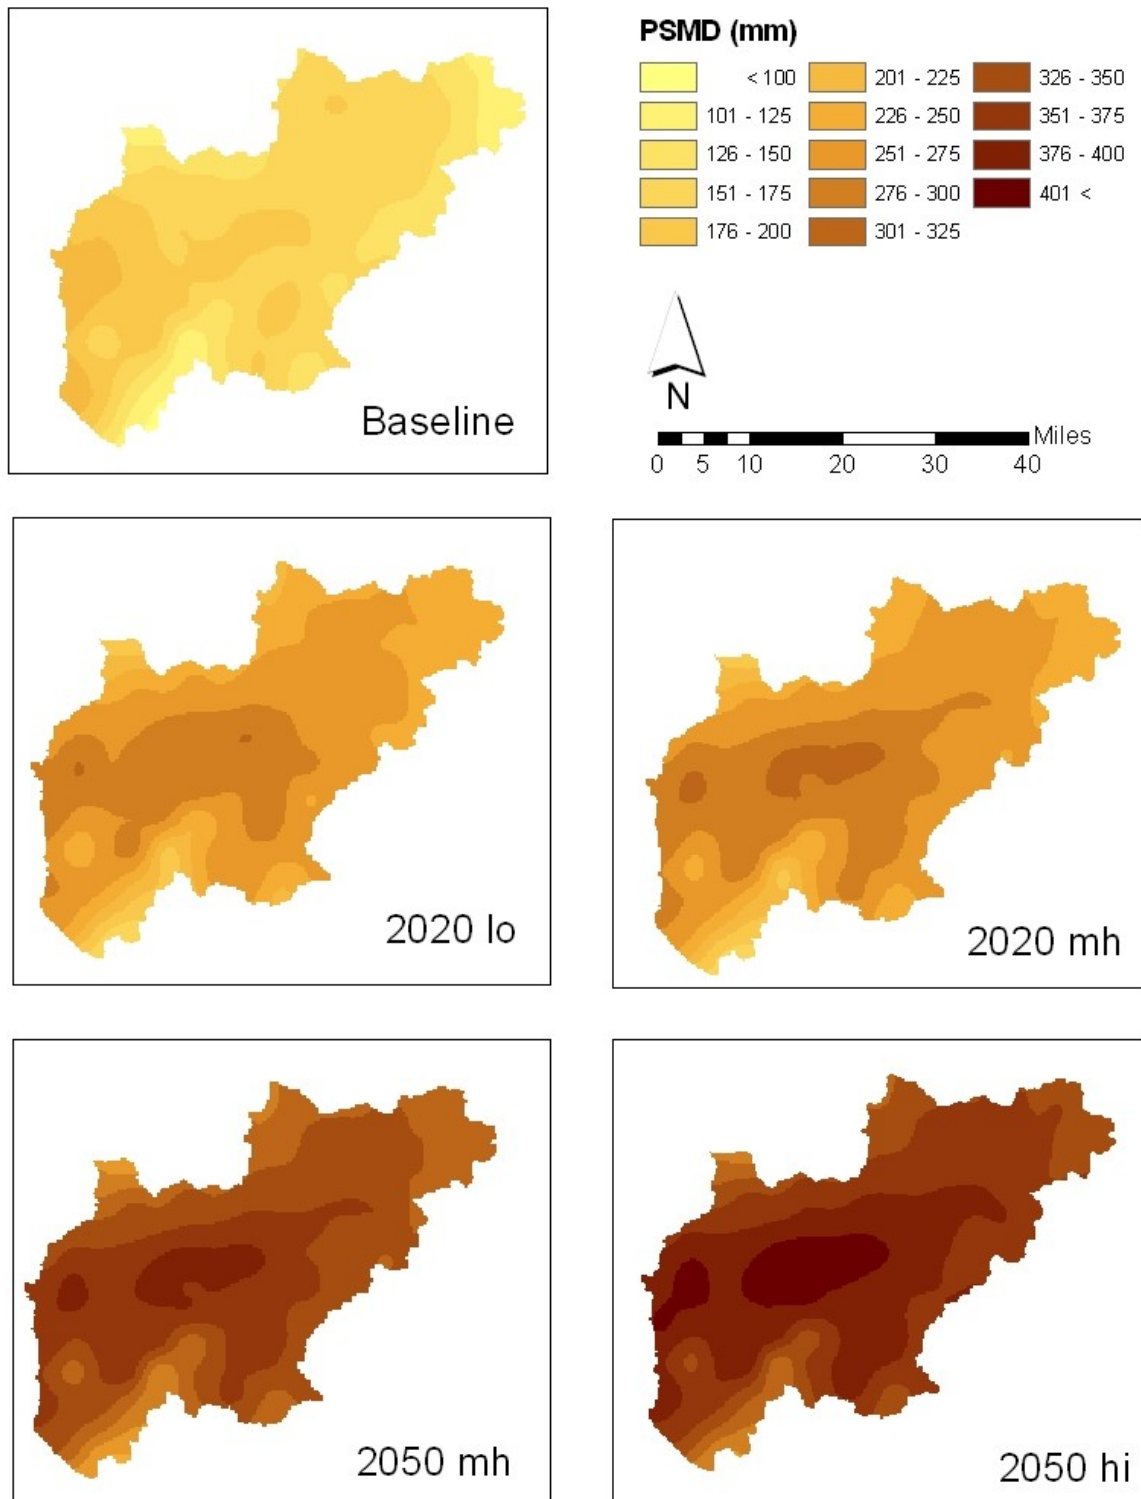 PSMD (mm)
< 100 201 - 225 326 - 350
101 - 125 226 - 250 351 - 375
126 - 150 251 - 275 376 - 400
151 - 175 276 - 300 401 <
176 - 200 301 - 325
N
Miles
0 5 10 20 30 40
Baseline
2020 lo
2020 mh
2050 mh
2050 hi